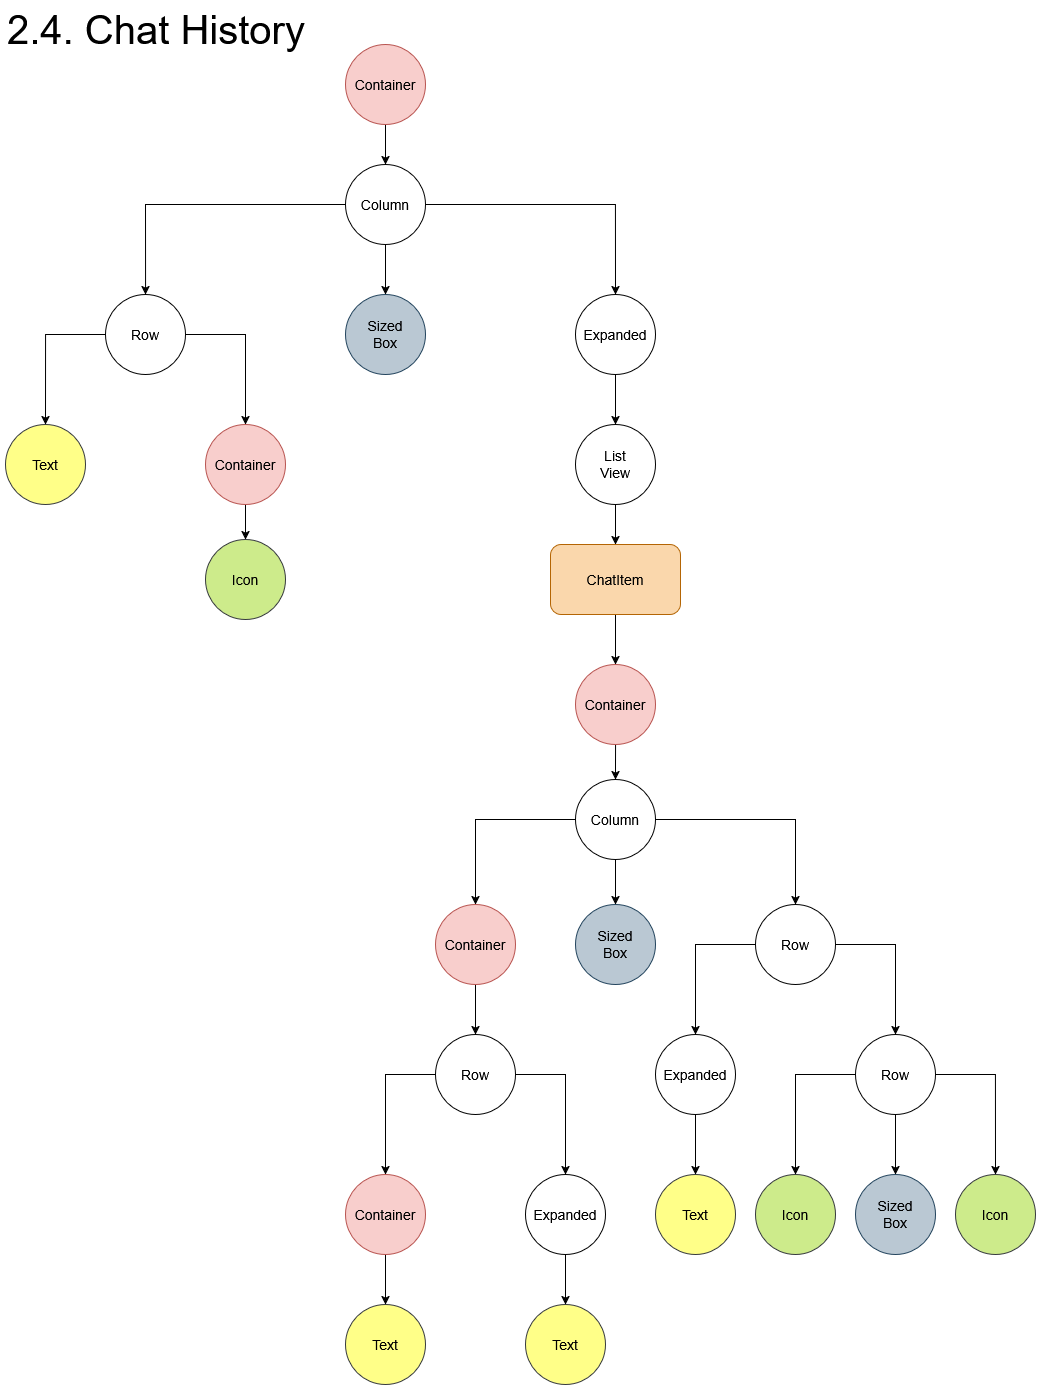 2.4. Chat History
Container
Column
Row
Sized
Box
Expanded
Text
Container
List
View
Icon
ChatItem
Container
Column
Container
Sized
Box
Row
Row
Expanded
Row
Container
Expanded
Text
Icon
Sized
Box
Icon
Text
Text